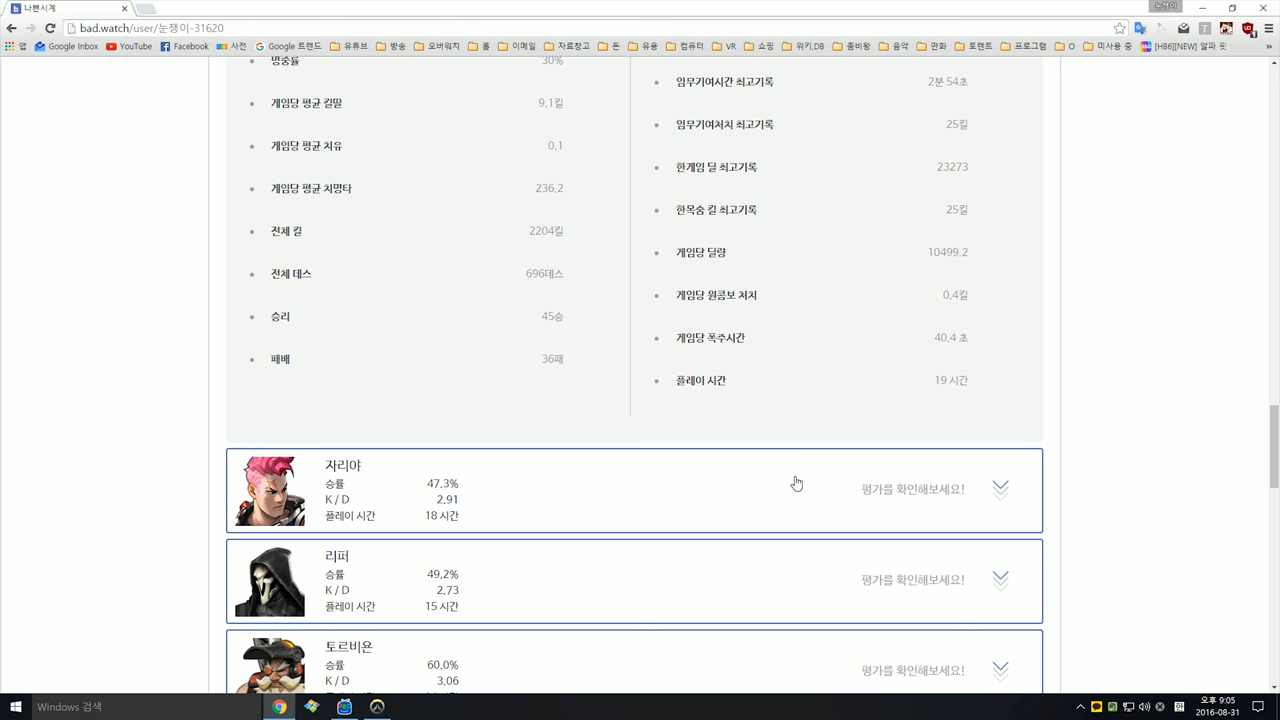 나쁜시계
눈쟁이
bad.watch/user/눈쟁이-31620
앱
Google Inbox
YouTube
Facebook
사전
Google 트렌드
유튜브
방송
오버워치
롤
이메일
자료창고
돈
유용
컴퓨터
VR
쇼핑
위키,DB
좀비왕
음악
만화
토렌트
프로그램
O
미사용 중
[HB6][NEW] 알파 핏
명중률 30%
게임당 평균 킬딸 9.1킬
게임당 평균 치유 0.1
게임당 평균 치명타 236.2
전체 킬 2204킬
전체 데스 696데스
승리 45승
패배 36패
임무기여시간 최고기록 2분 54초
임무기여처치 최고기록 25킬
한게임 딜 최고기록 23273
한목숨 킬 최고기록 25킬
게임당 딜량 10499.2
게임당 원콤보 처치 0.4킬
게임당 폭주시간 40.4 초
플레이 시간 19 시간
자리야
승률 47.3%
K / D 2.91
플레이 시간 18 시간
평가를 확인해보세요!
리퍼
승률 49.2%
K / D 2.73
플레이 시간 15 시간
평가를 확인해보세요!
토르비욘
승률 60.0%
K / D 3.06
평가를 확인해보세요!
Windows 검색
오후 9:05
2016-08-31